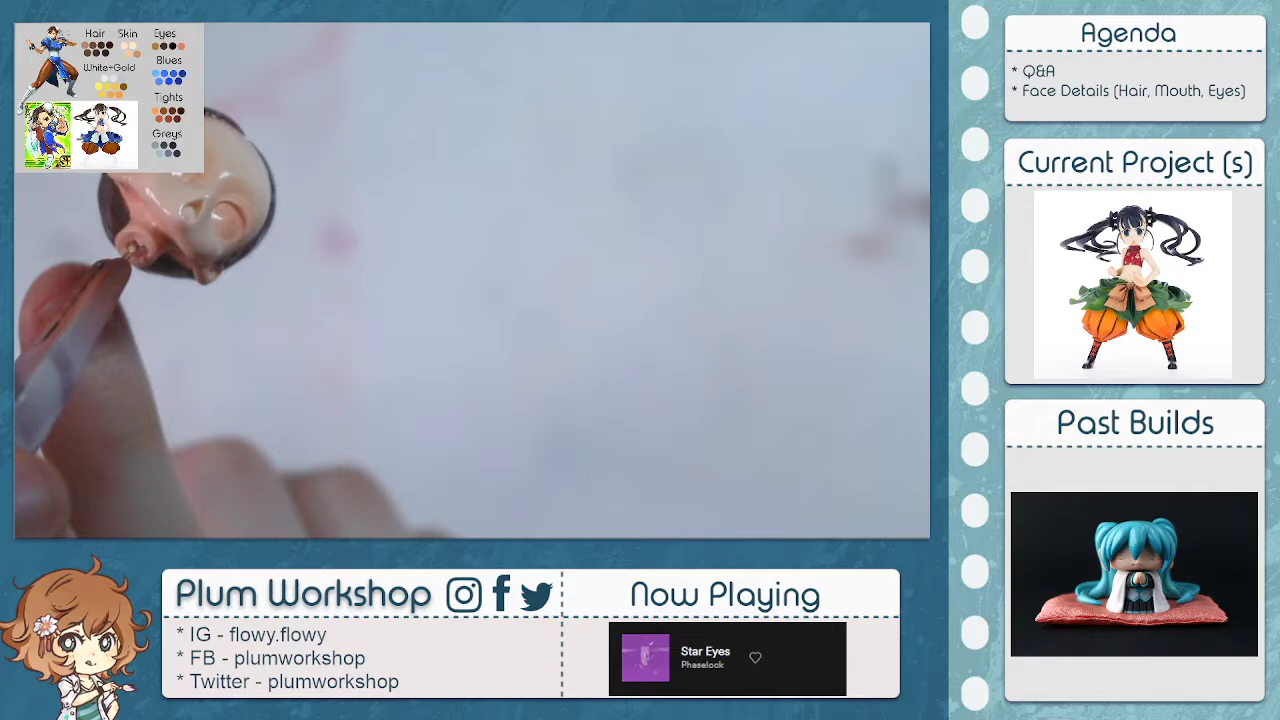 Hair Skin Eyes
White+Gold
Blues
Tights
Greys
Agenda
* Q&A
* Face Details (Hair, Mouth, Eyes)
Current Project (s)
Past Builds
Plum Workshop
* IG - flowy.flowy
* FB - plumworkshop
* Twitter - plumworkshop
Now Playing
Star Eyes
Phaselock